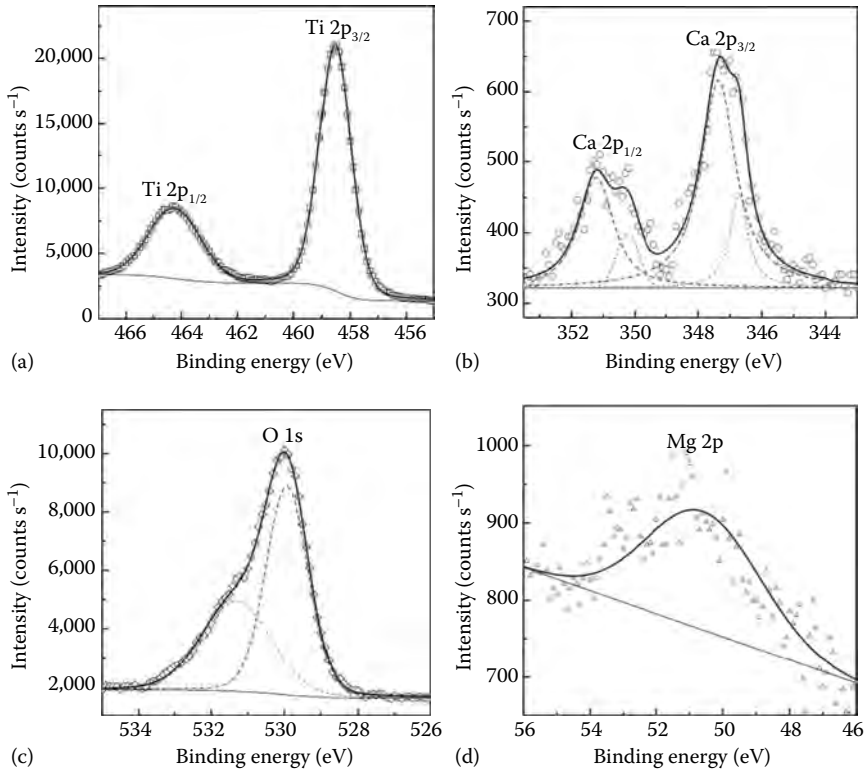 Ti 2p3/2
Ti 2p1/2
20,000
15,000
10,000
5,000
0
Intensity (counts s−1)
466 464 462 460 458 456
Binding energy (eV)
(a)
Ca 2p3/2
Ca 2p1/2
700
600
500
400
300
Intensity (counts s−1)
352 350 348 346 344
Binding energy (eV)
(b)
O 1s
10,000
8,000
6,000
4,000
2,000
Intensity (counts s−1)
534 532 530 528 526
Binding energy (eV)
(c)
Mg 2p
1000
900
800
700
Intensity (counts s−1)
56 54 52 50 48 46
Binding energy (eV)
(d)